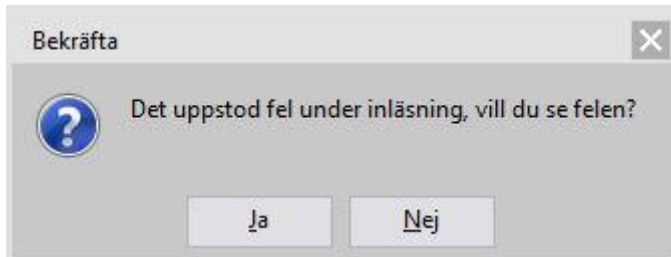 Bekräfta
Det uppstod fel under inläsning, vill du se felen?
Ja
Nej